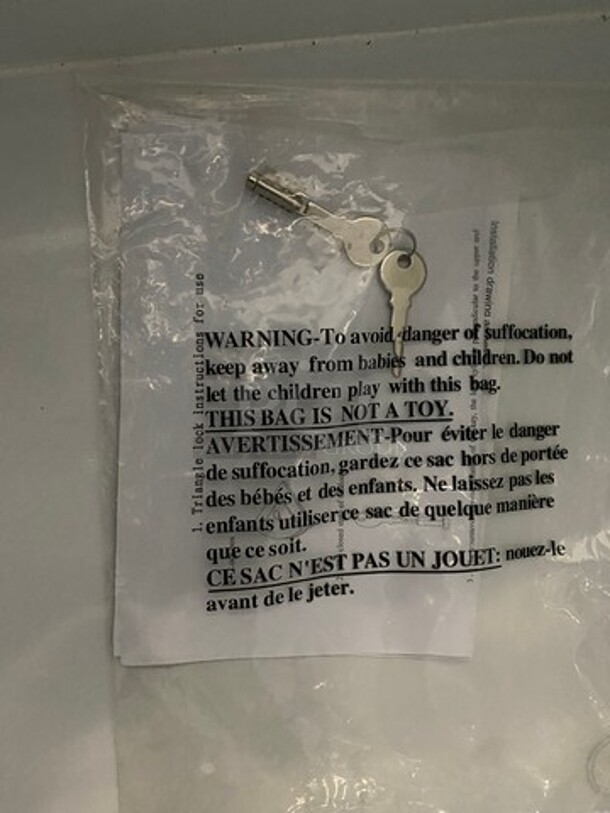 WARNING-To avoid danger of suffocation,
keep away from babies and children. Do not
let the children play with this bag.
THIS BAG IS NOT A TOY.
AVERTISSEMENT-Pour éviter le danger
de suffocation, gardez ce sac hors de portée
des bébés et des enfants. Ne laissez pas les
enfants utiliser ce sac de quelque manière
que ce soit.
CE SAC N'EST PAS UN JOUET: nouez-le
avant de le jeter.
1. Triangle lock instructions for use
Installation drawing